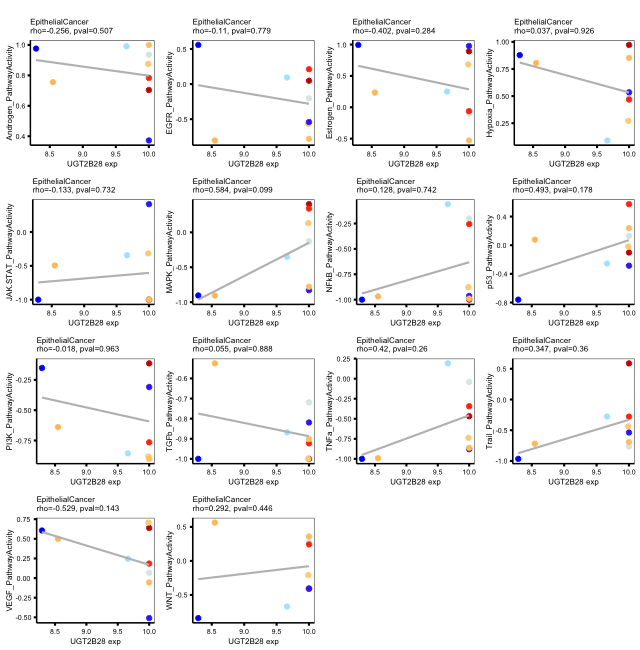 EpithelialCancer
rho=-0.256, pval=0.507
Androgen_PathwayActivity
1.0
0.8
0.6
0.4
8.5 9.0 9.5 10.0
UGT2B28 exp
EpithelialCancer
rho=-0.11, pval=0.779
EGFR_PathwayActivity
0.5
0.0
-0.5
8.5 9.0 9.5 10.0
UGT2B28 exp
EpithelialCancer
rho=-0.402, pval=0.284
Estrogen_PathwayActivity
1.0
0.5
0.0
-0.5
8.5 9.0 9.5 10.0
UGT2B28 exp
EpithelialCancer
rho=0.037, pval=0.926
Hypoxia_PathwayActivity
1.00
0.75
0.50
0.25
8.5 9.0 9.5 10.0
UGT2B28 exp
EpithelialCancer
rho=-0.133, pval=0.732
JAK.STAT_PathwayActivity
0.0
-0.5
-1.0
8.5 9.0 9.5 10.0
UGT2B28 exp
EpithelialCancer
rho=0.584, pval=0.099
MAPK_PathwayActivity
0.0
-0.5
-1.0
8.5 9.0 9.5 10.0
UGT2B28 exp
EpithelialCancer
rho=0.128, pval=0.742
NFkB_PathwayActivity
-0.25
-0.50
-0.75
-1.00
8.5 9.0 9.5 10.0
UGT2B28 exp
EpithelialCancer
rho=0.493, pval=0.178
p53_PathwayActivity
0.4
0.0
-0.4
-0.8
8.5 9.0 9.5 10.0
UGT2B28 exp
EpithelialCancer
rho=-0.018, pval=0.963
PI3K_PathwayActivity
-0.25
-0.50
-0.75
8.5 9.0 9.5 10.0
UGT2B28 exp
EpithelialCancer
rho=0.055, pval=0.888
TGFb_PathwayActivity
-0.6
-0.7
-0.8
-0.9
-1.0
8.5 9.0 9.5 10.0
UGT2B28 exp
EpithelialCancer
rho=0.42, pval=0.26
TNFa_PathwayActivity
0.25
0.00
-0.25
-0.50
-0.75
-1.00
8.5 9.0 9.5 10.0
UGT2B28 exp
EpithelialCancer
rho=0.347, pval=0.36
Trail_PathwayActivity
0.5
0.0
-0.5
-1.0
8.5 9.0 9.5 10.0
UGT2B28 exp
EpithelialCancer
rho=-0.529, pval=0.143
VEGF_PathwayActivity
0.75
0.50
0.25
0.00
-0.25
-0.50
8.5 9.0 9.5 10.0
UGT2B28 exp
EpithelialCancer
rho=0.292, pval=0.446
WNT_PathwayActivity
0.5
0.0
-0.5
8.5 9.0 9.5 10.0
UGT2B28 exp